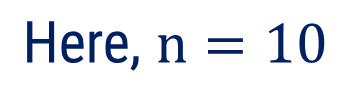 Here, n = 10